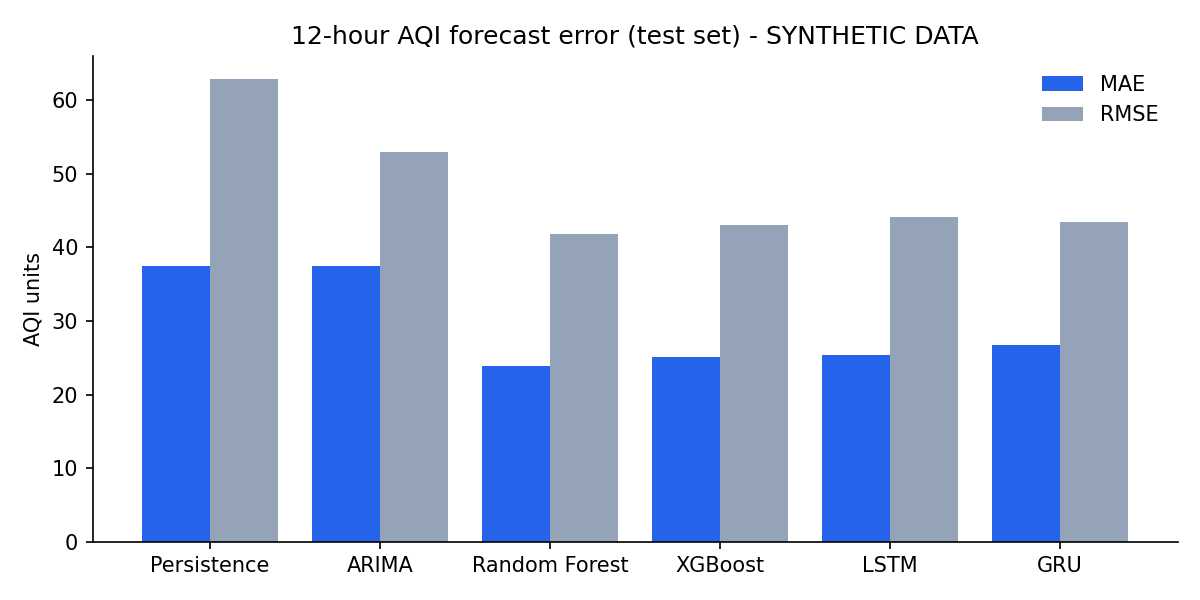 12-hour AQI forecast error (test set) - SYNTHETIC DATA
MAE
RMSE
AQI units
60
50
40
30
20
10
0
Persistence ARIMA Random Forest XGBoost LSTM GRU